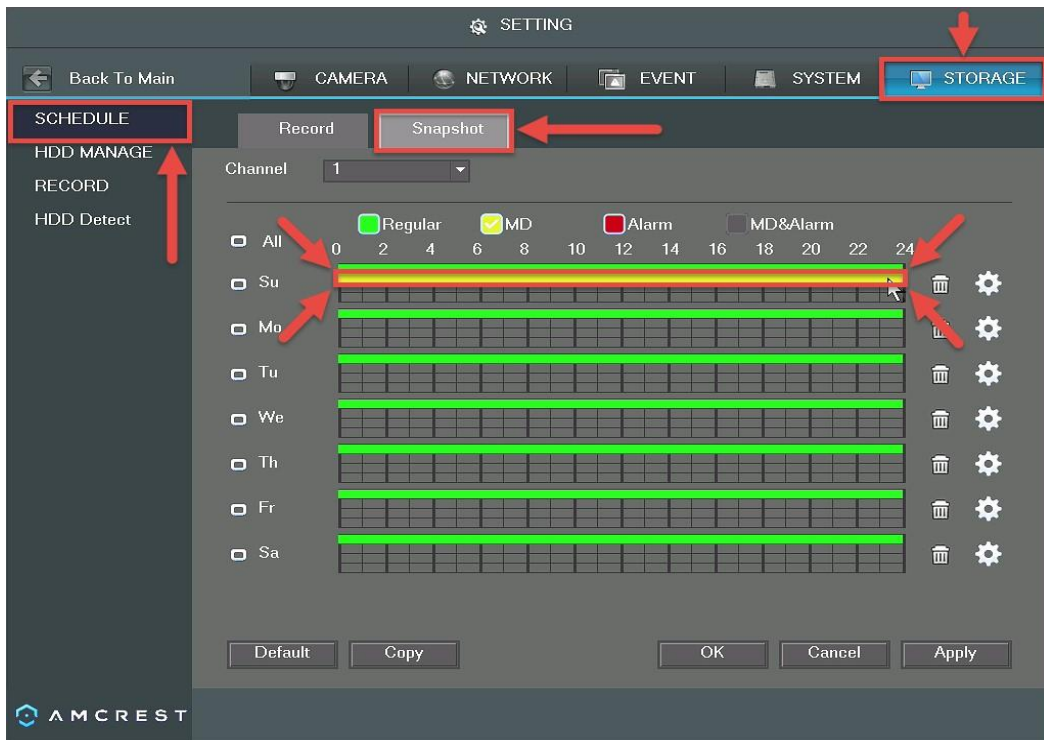 SETTING
Back To Main CAMERA NETWORK EVENT SYSTEM STORAGE
SCHEDULE
HDD MANAGE
RECORD
HDD Detect
Record Snapshot
Channel 1
Regular MD Alarm MD&Alarm
All 0 2 4 6 8 10 12 14 16 18 20 22 24
Su
Mo
Tu
We
Th
Fr
Sa
Default Copy OK Cancel Apply
AMCREST